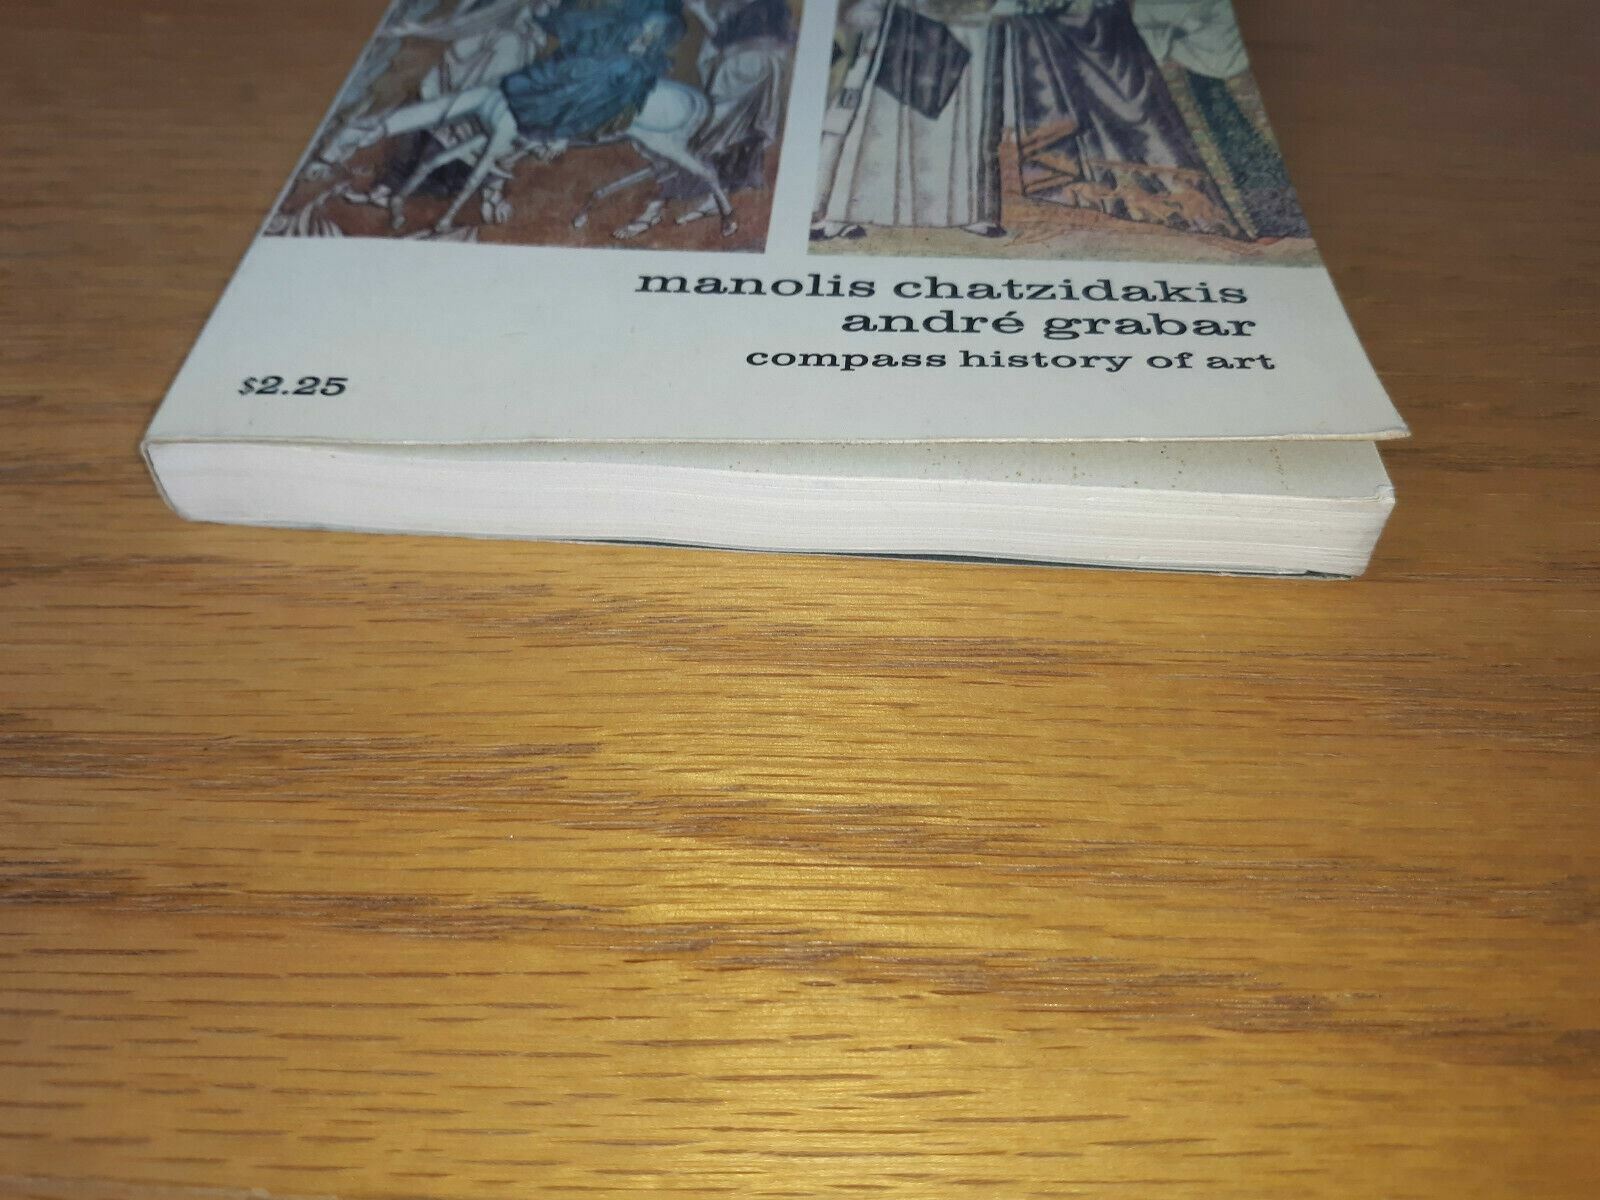 manolis chatzidakis
andré grabar
compass history of art
$2.25